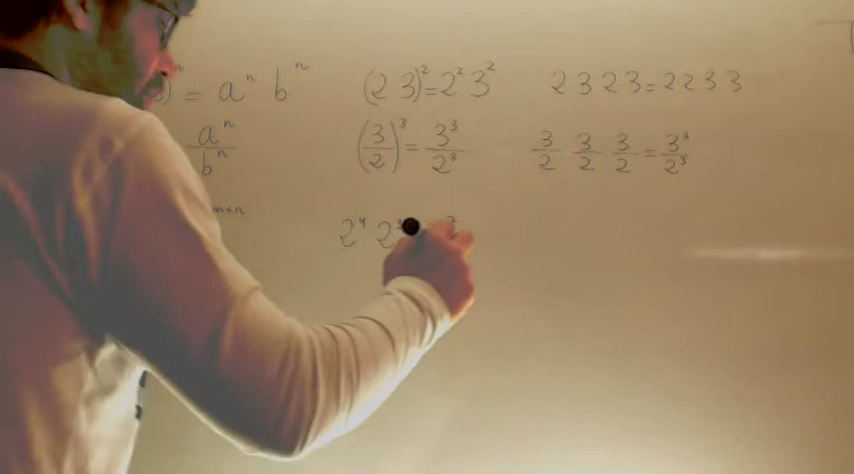 )ⁿ = aⁿ bⁿ (2 3)² = 2² 3² 2 3 2 3 = 2 2 3 3
aⁿ/bⁿ (3/2)³ = 3³/2³ 3/2 3/2 3/2 = 3³/2³
m+n 2⁴ 2³